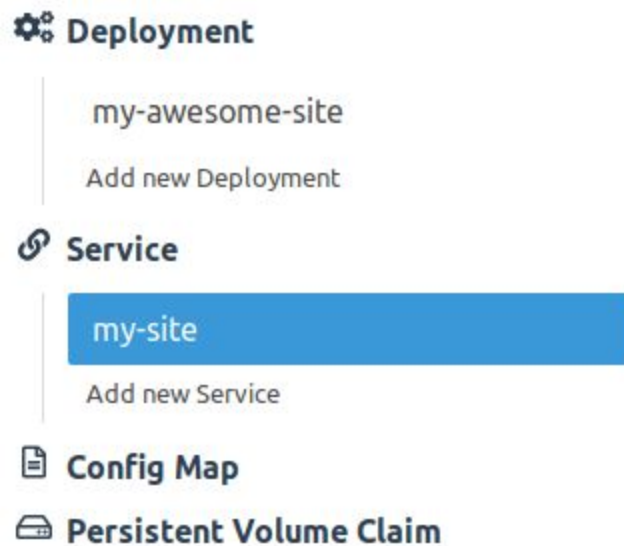 Deployment
my-awesome-site
Add new Deployment
Service
my-site
Add new Service
Config Map
Persistent Volume Claim